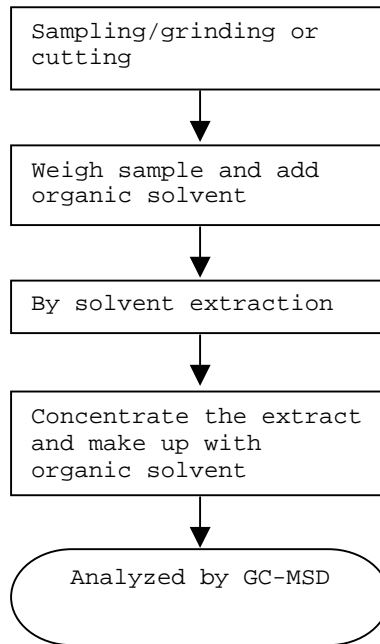 Sampling/grinding or
cutting
Weigh sample and add
organic solvent
By solvent extraction
Concentrate the extract
and make up with
organic solvent
Analyzed by GC-MSD